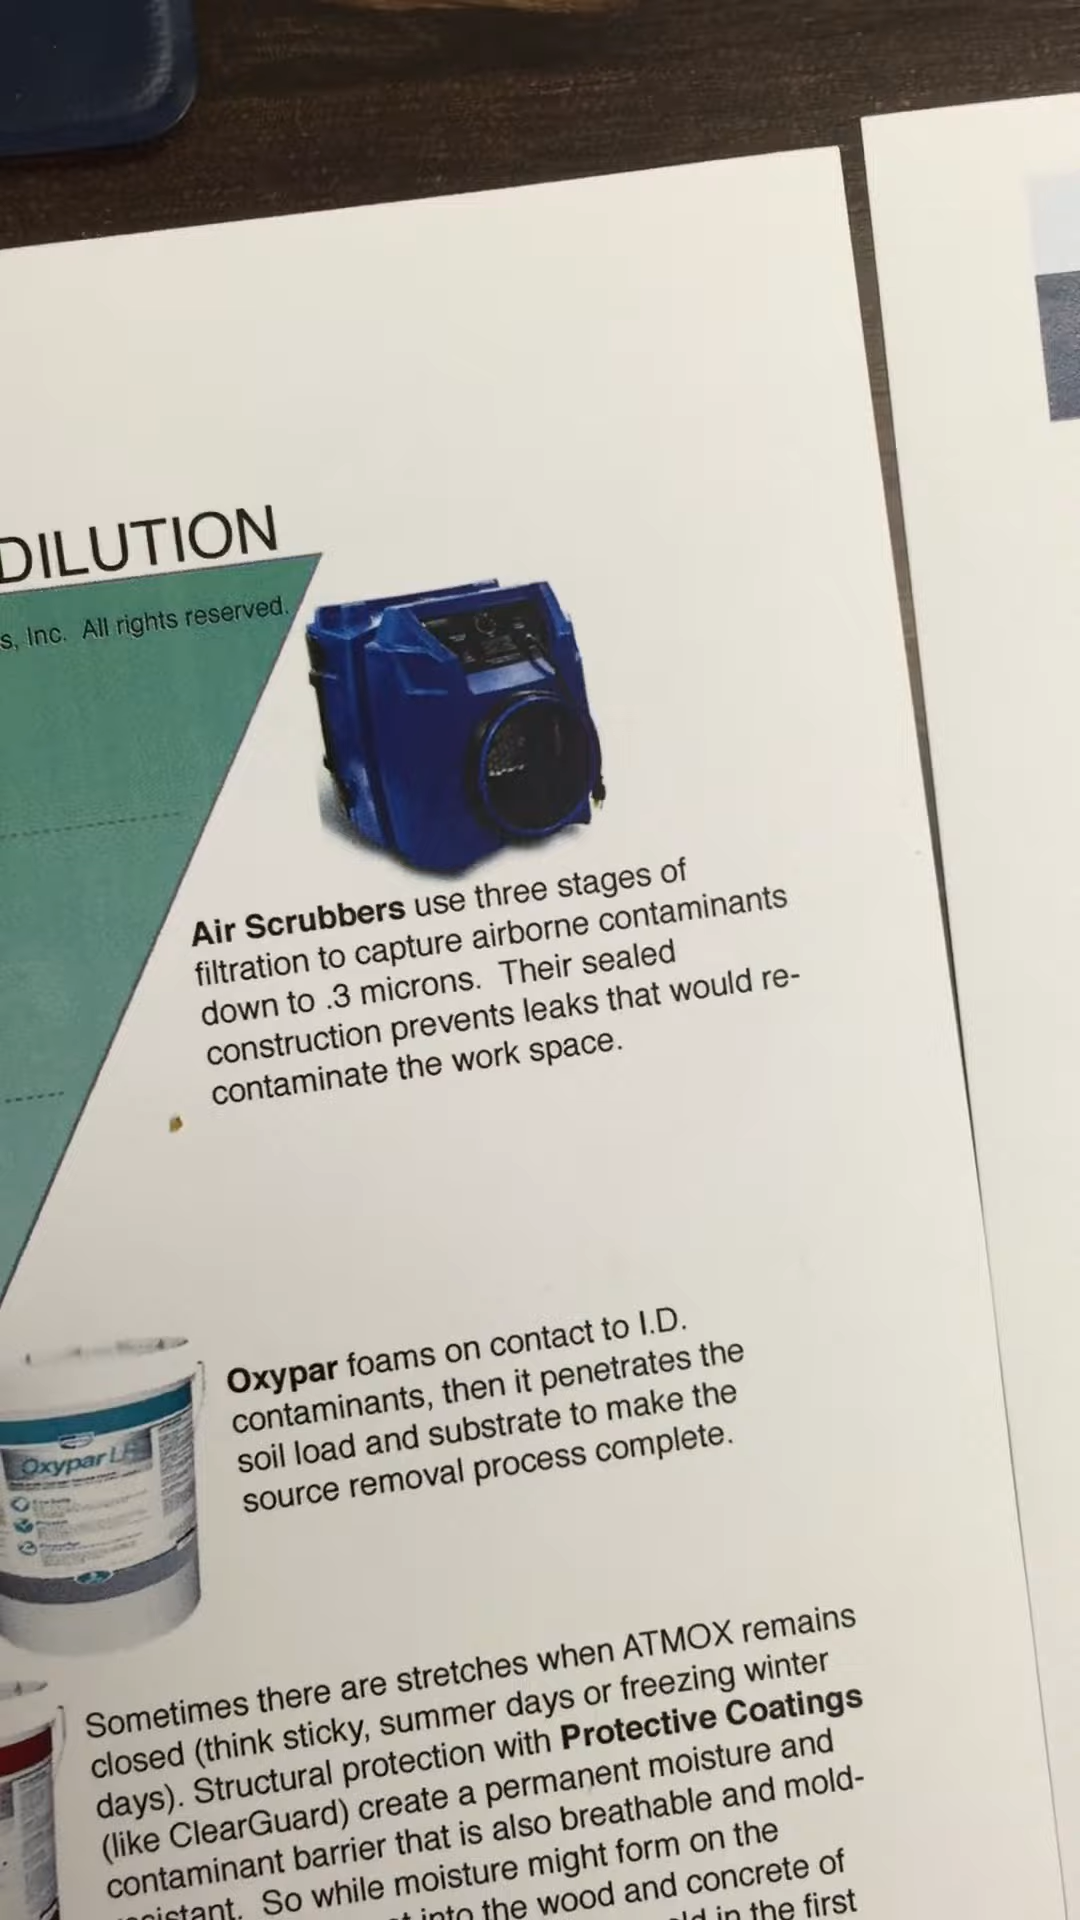 DILUTION
s, Inc. All rights reserved.
Air Scrubbers use three stages of
filtration to capture airborne contaminants
down to .3 microns. Their sealed
construction prevents leaks that would re-
contaminate the work space.
Oxypar foams on contact to I.D.
contaminants, then it penetrates the
soil load and substrate to make the
source removal process complete.
Oxypar
Sometimes there are stretches when ATMOX remains
closed (think sticky, summer days or freezing winter
days). Structural protection with Protective Coatings
(like ClearGuard) create a permanent moisture and
contaminant barrier that is also breathable and mold-
sistant. So while moisture might form on the
t into the wood and concrete of
ld in the first